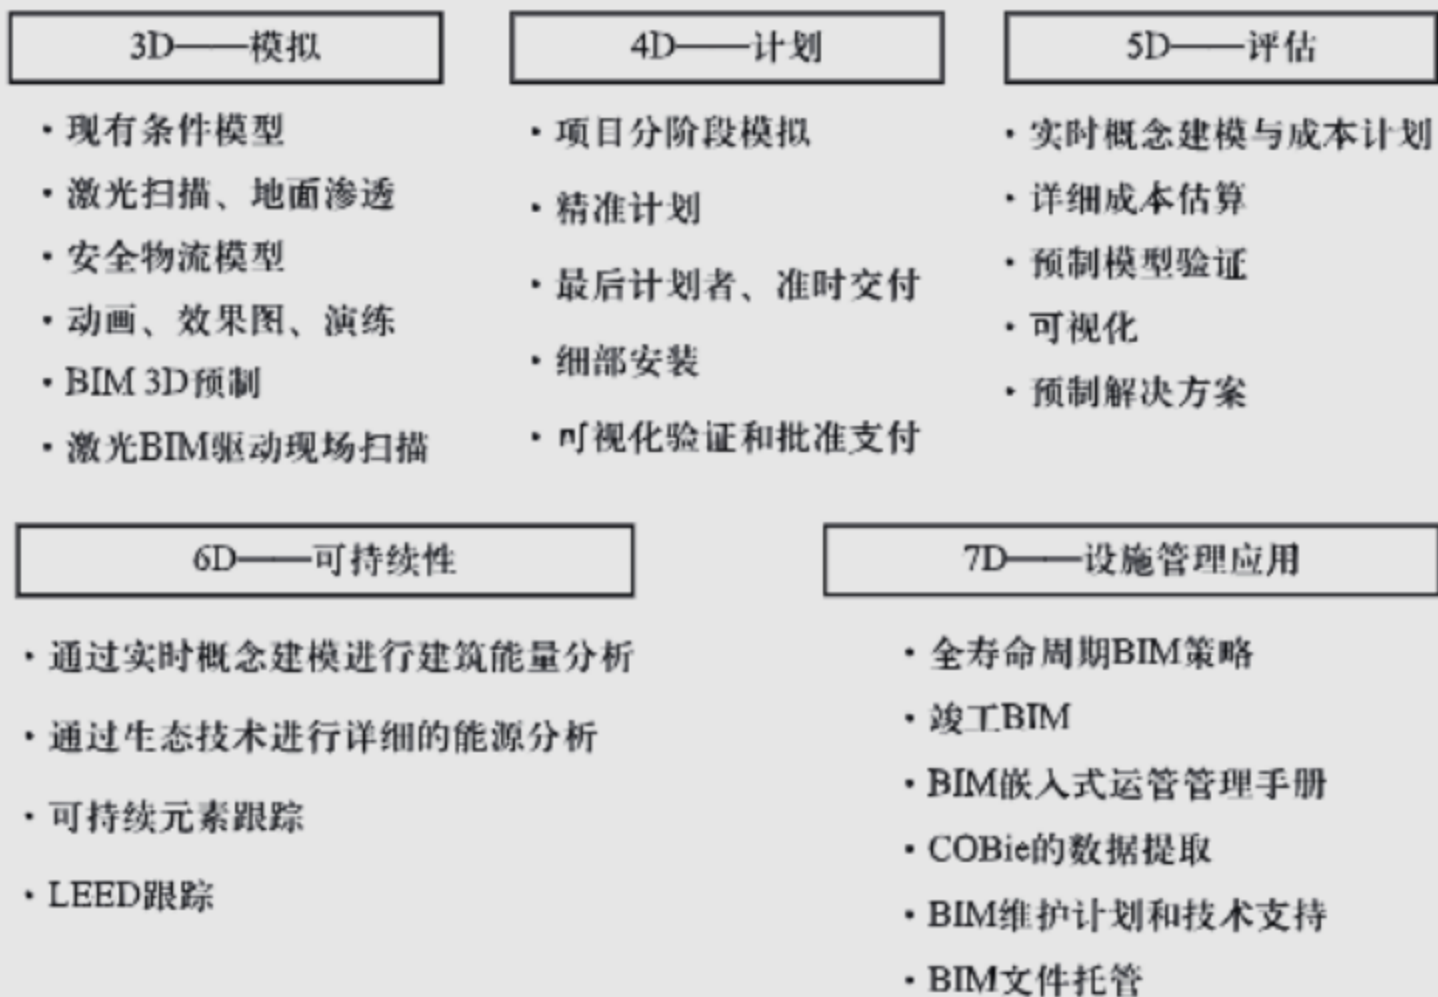 3D——模拟
·现有条件模型
·激光扫描、地面渗透
·安全物流模型
·动画、效果图、演练
·BIM 3D预制
·激光BIM驱动现场扫描
4D——计划
·项目分阶段模拟
·精准计划
·最后计划者、准时交付
·细部安装
·可视化验证和批准支付
5D——评估
·实时概念建模与成本计划
·详细成本估算
·预制模型验证
·可视化
·预制解决方案
6D——可持续性
·通过实时概念建模进行建筑能量分析
·通过生态技术进行详细的能源分析
·可持续元素跟踪
·LEED跟踪
7D——设施管理应用
·全寿命周期BIM策略
·竣工BIM
·BIM嵌入式运管管理手册
·COBie的数据提取
·BIM维护计划和技术支持
·BIM文件托管